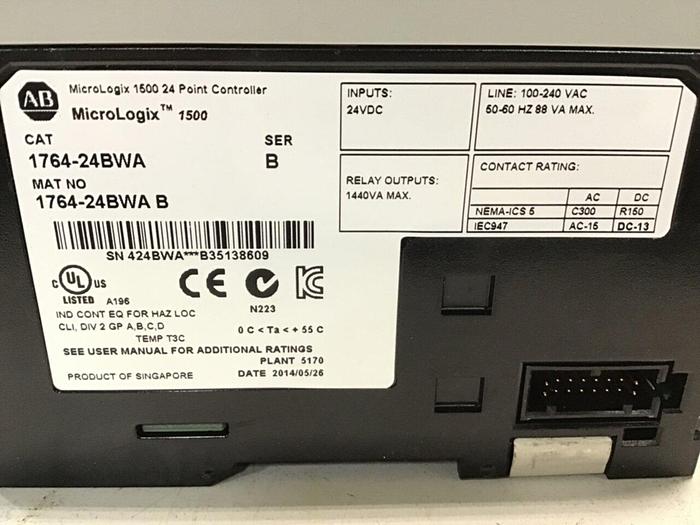 AB
MicroLogix 1500 24 Point Controller
MicroLogix™ 1500
CAT SER
1764-24BWA B
MAT NO
1764-24BWA B
SN 424BWA***B35138609
C UL US
LISTED A196
CE
N223
IND CONT EQ FOR HAZ LOC
CLI, DIV 2 GP A,B,C,D
TEMP T3C
0 C < Ta < + 55 C
SEE USER MANUAL FOR ADDITIONAL RATINGS
PLANT 5170
PRODUCT OF SINGAPORE DATE 2014/05/26
INPUTS:
24VDC
LINE: 100-240 VAC
50-60 HZ 88 VA MAX.
RELAY OUTPUTS:
1440VA MAX.
CONTACT RATING:
AC DC
NEMA-ICS 5 C300 R150
IEC947 AC-15 DC-13